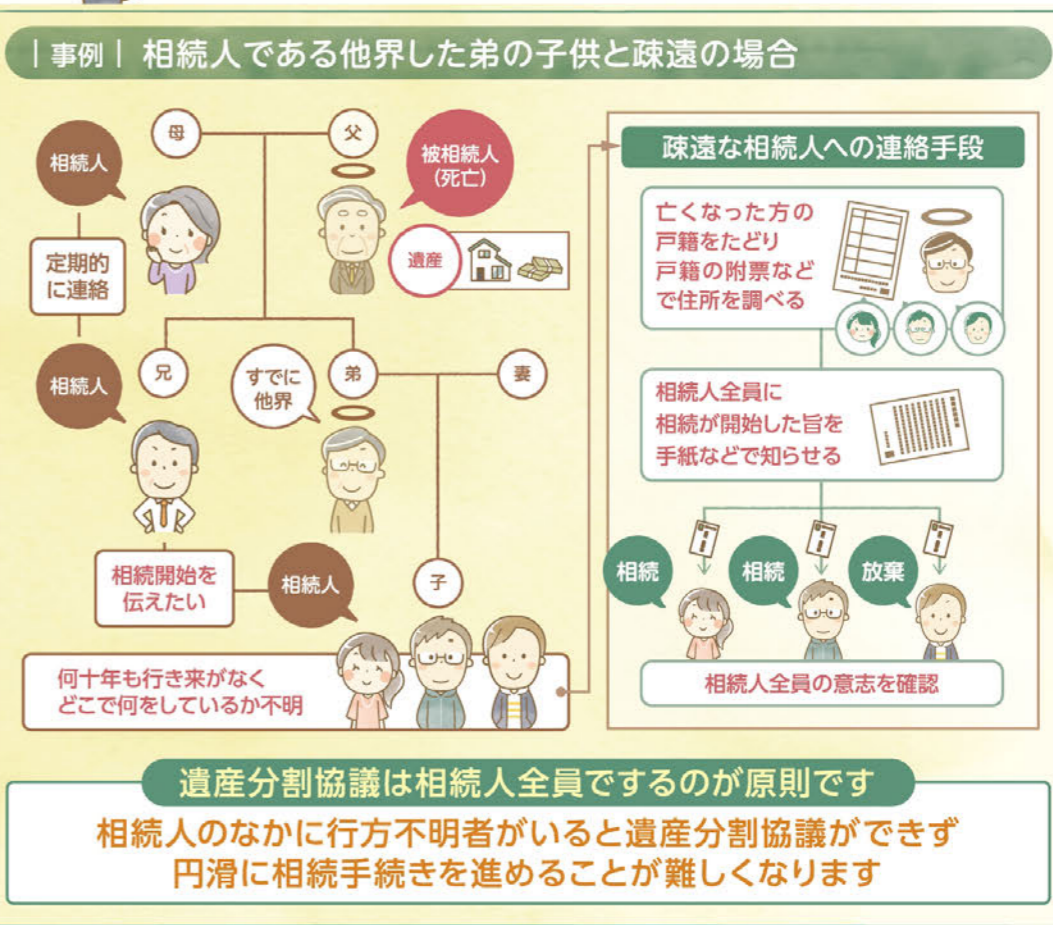 |事例| 相続人である他界した弟の子供と疎遠の場合
母
父
相続人
被相続人
(死亡)
遺産
定期的
に連絡
相続人
兄
すでに
他界
弟
妻
相続開始を
伝えたい
相続人
子
何十年も行き来がなく
どこで何をしているか不明
疎遠な相続人への連絡手段
亡くなった方の
戸籍をたどり
戸籍の附票など
で住所を調べる
相続人全員に
相続が開始した旨を
手紙などで知らせる
相続
相続
放棄
相続人全員の意志を確認
遺産分割協議は相続人全員でするのが原則です
相続人のなかに行方不明者がいると遺産分割協議ができず
円滑に相続手続きを進めることが難しくなります